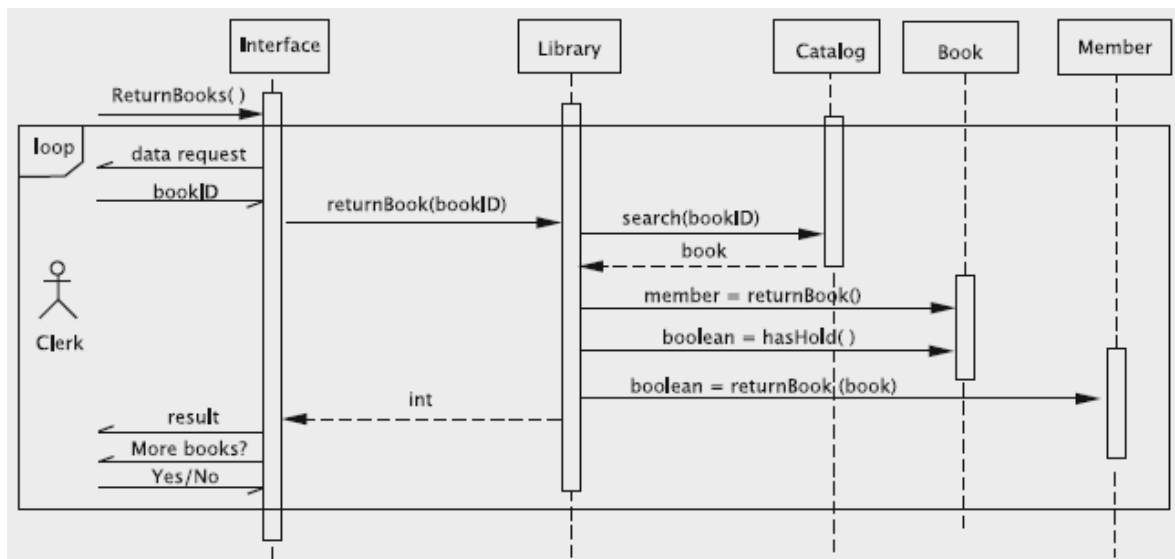 Interface
Library
Catalog
Book
Member
ReturnBooks( )
loop
data request
bookID
returnBook(bookID)
search(bookID)
book
member = returnBook()
Clerk
boolean = hasHold( )
boolean = returnBook (book)
int
result
More books?
Yes/No